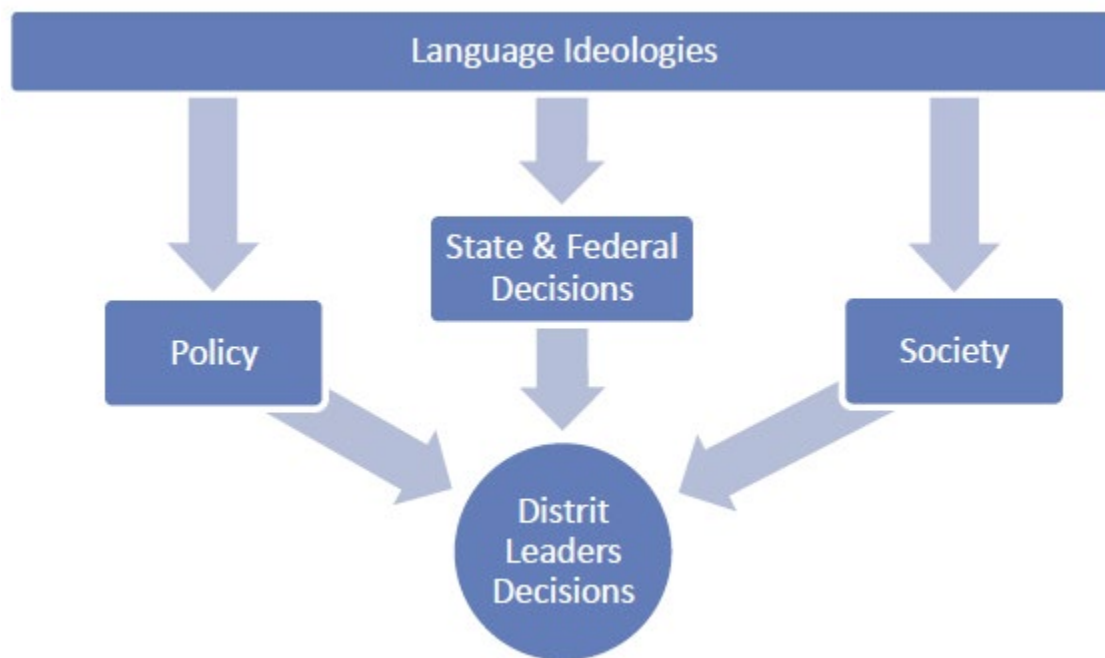 Language Ideologies
State & Federal
Decisions
Policy
Society
Distrit
Leaders
Decisions